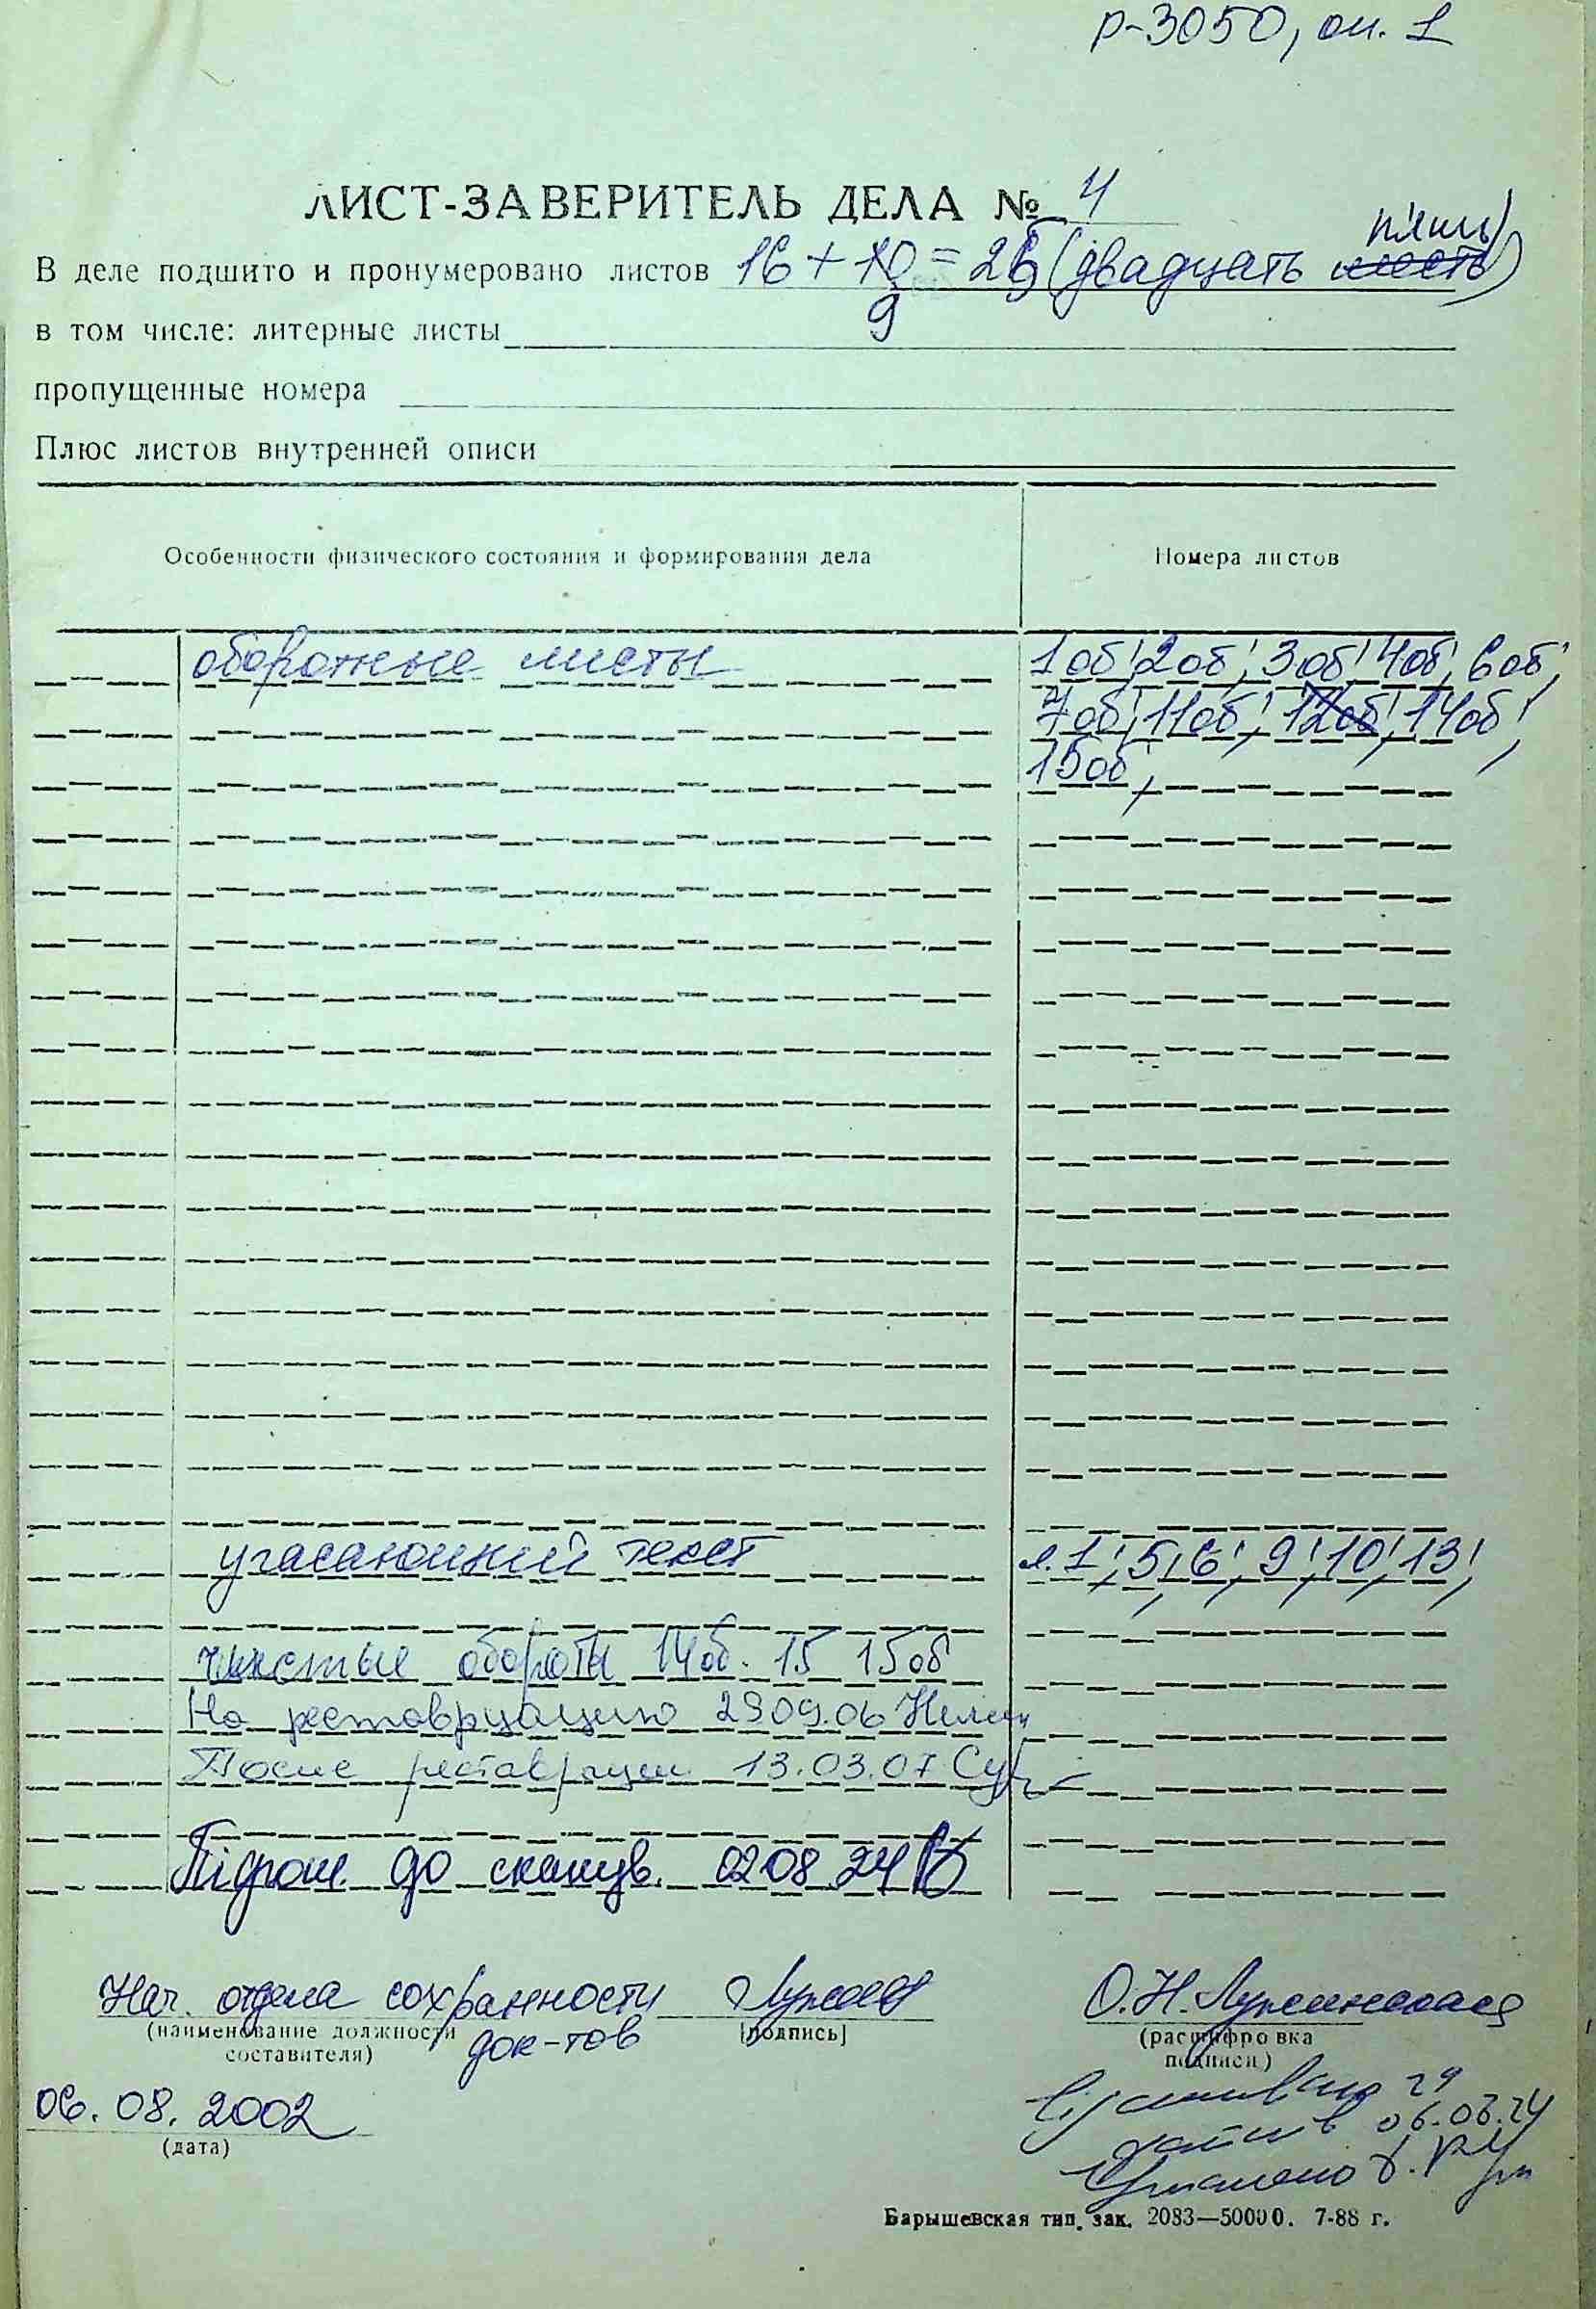 р-3050, оп. 1
ЛИСТ-ЗАВЕРИТЕЛЬ ДЕЛА № 4
пять)
В деле подшито и пронумеровано листов 16 + 10 = 25 (двадцать шесть)
9
в том числе: литерные листы
пропущенные номера
Плюс листов внутренней описи
Особенности физического состояния и формирования дела
Номера листов
оборотные листы 1об, 2об, 3об, 4об, 6об,
7об, 11об, 12об, 14об,
15об,
угасающий текст л. 1, 5, 6, 9, 10, 13,
чистые обороты 14об. 15 15об
На реставрацию 29 09.06
После реставрации 13.03.07
Підгот. до сканув. 02 08 24
Нач. отдела сохранности О.Н. Лужинская
док-тов
(наименование должности составителя)
[подпись]
(расшифровка подписи)
06. 08. 2002
(дата)
Скановано 29
06.08.24
Барышевская тип. зак. 2083—50000. 7-88 г.